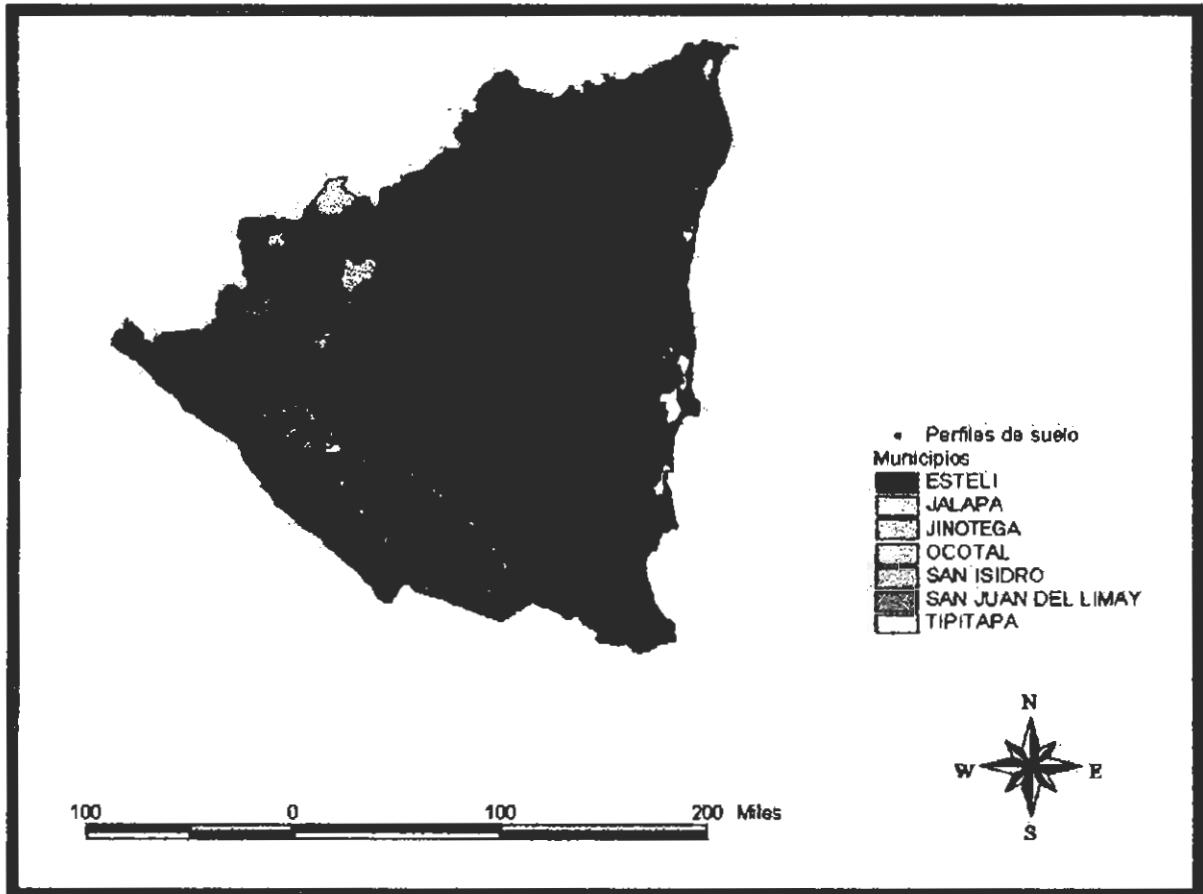 Perfiles de suelo
Municipios
ESTELI
JALAPA
JINOTEGA
OCOTAL
SAN ISIDRO
SAN JUAN DEL LIMAY
TIPITAPA
N
W E
S
100 0 100 200 Miles